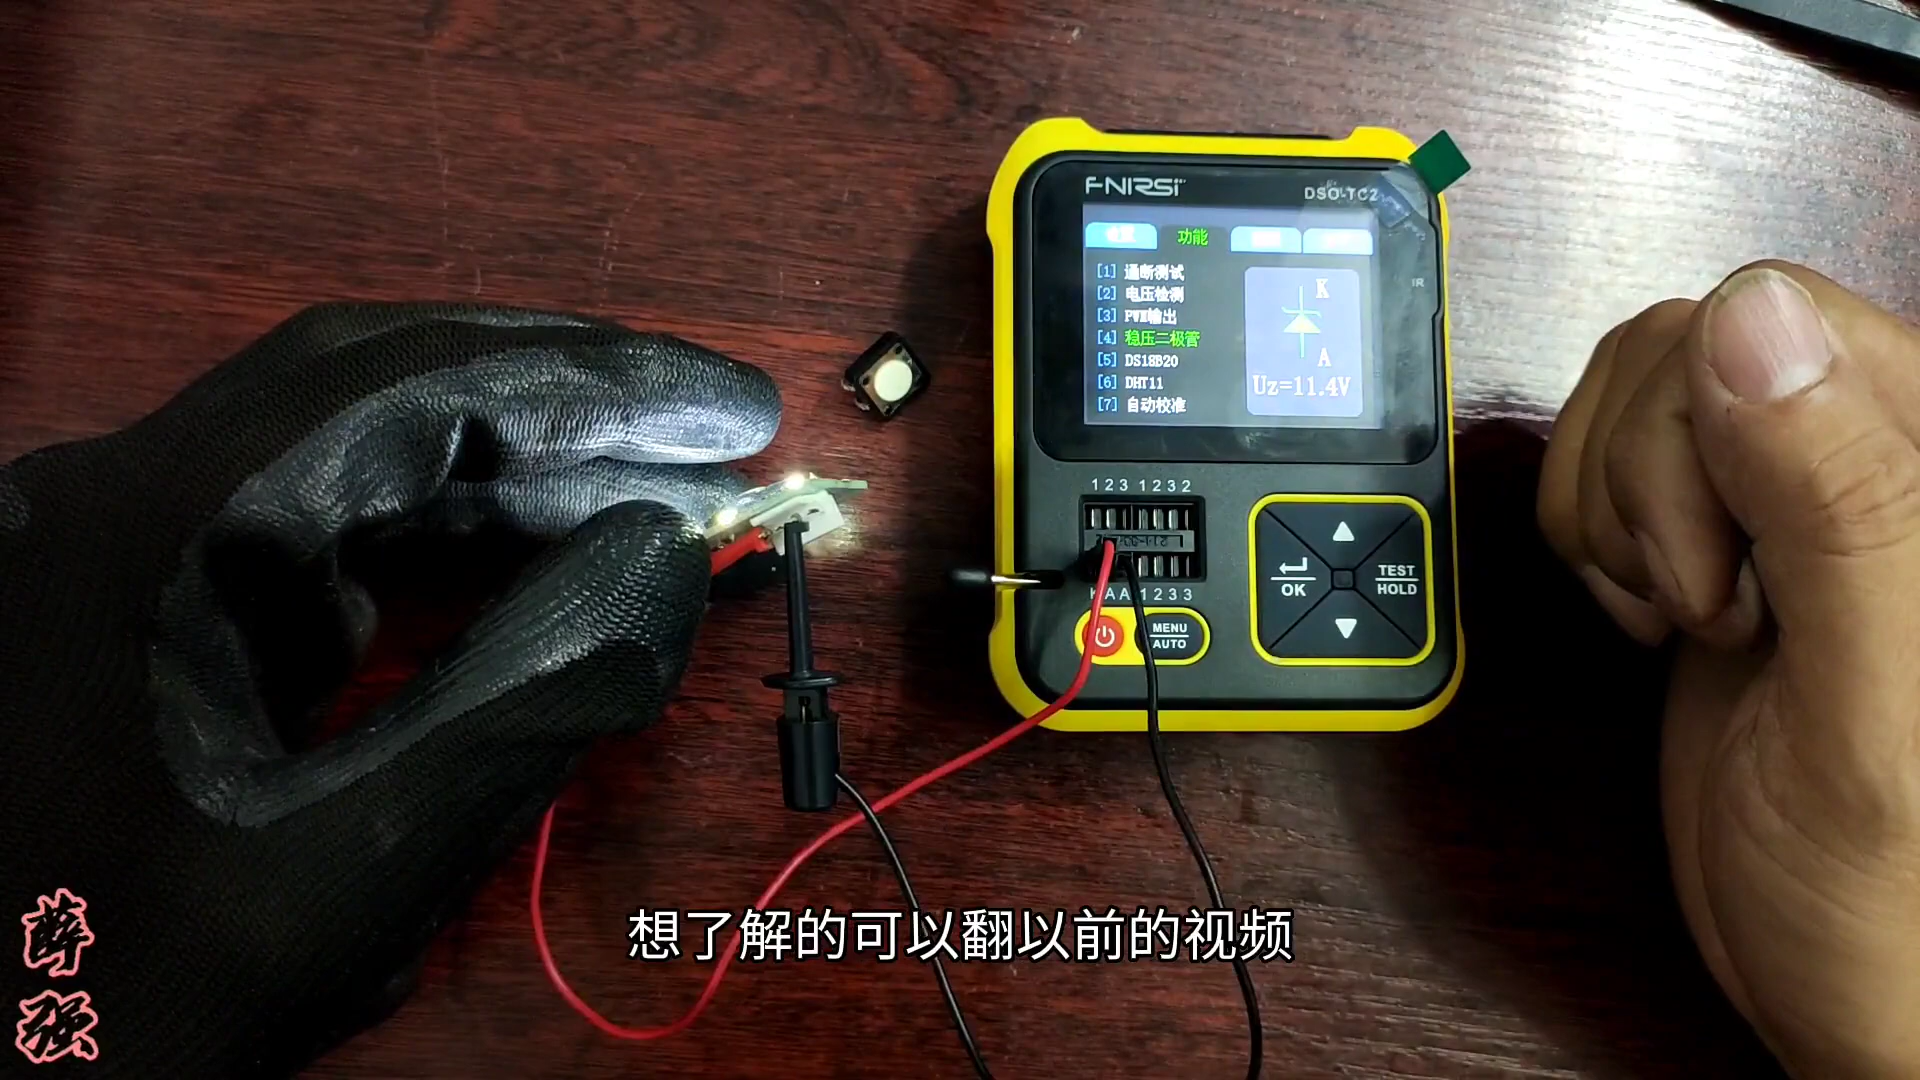 FNIRSI
DSO-TC2
功能
[1] 通断测试
[2] 电压检测
[3] PWM输出
[4] 稳压二极管
[5] DS18B20
[6] DHT11
[7] 自动校准
K
A
Uz=11.4V
IR
1 2 3 1 2 3 2
K A A 1 2 3 3
OK
TEST
HOLD
MENU
AUTO
想了解的可以翻以前的视频
薛强